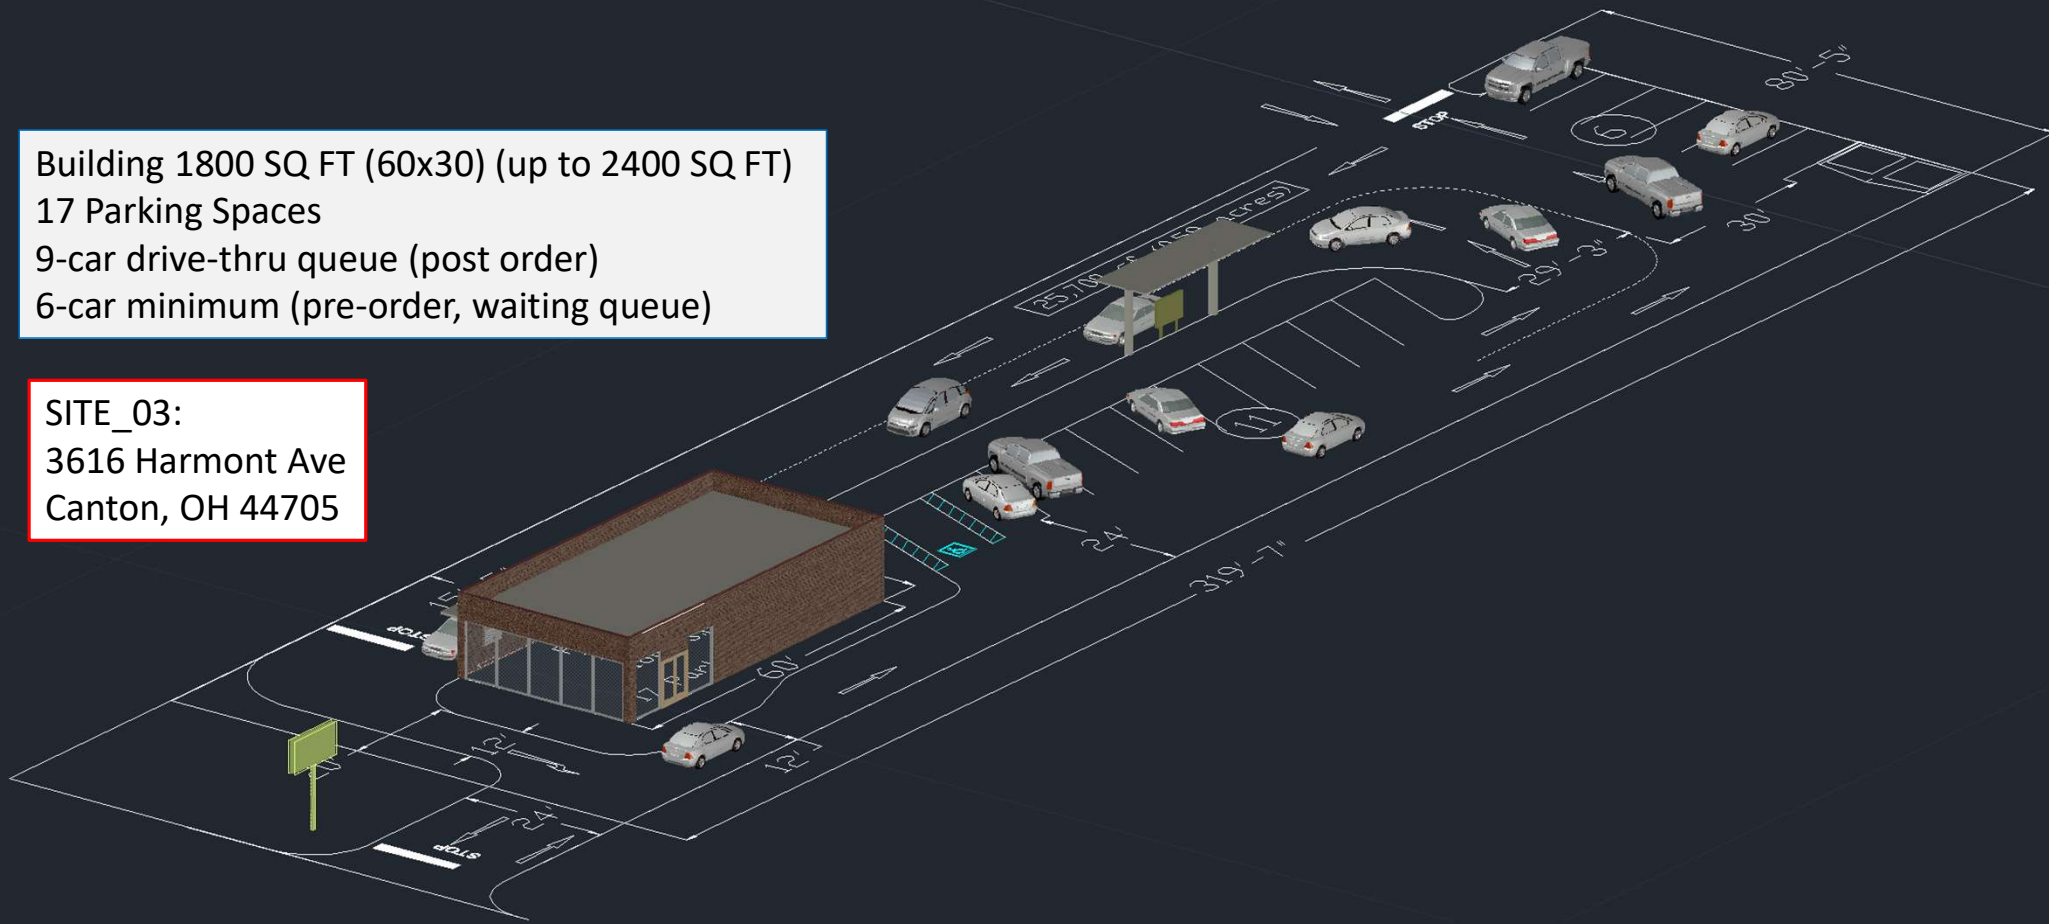 Building 1800 SQ FT (60x30) (up to 2400 SQ FT)
17 Parking Spaces
9-car drive-thru queue (post order)
6-car minimum (pre-order, waiting queue)
SITE_03:
3616 Harmont Ave
Canton, OH 44705
80'-5"
STOP
6
30'
29'-3"
acres)
11
24'
319'-7"
STOP
60'
12'
12'
24'
STOP